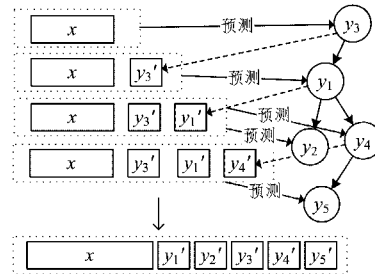 x 预测 y₃
x y₃′ 预测 y₁
x y₃′ y₁′ 预测 预测 y₂ y₄
x y₃′ y₁′ y₄′ 预测 y₅
x y₁′ y₂′ y₃′ y₄′ y₅′